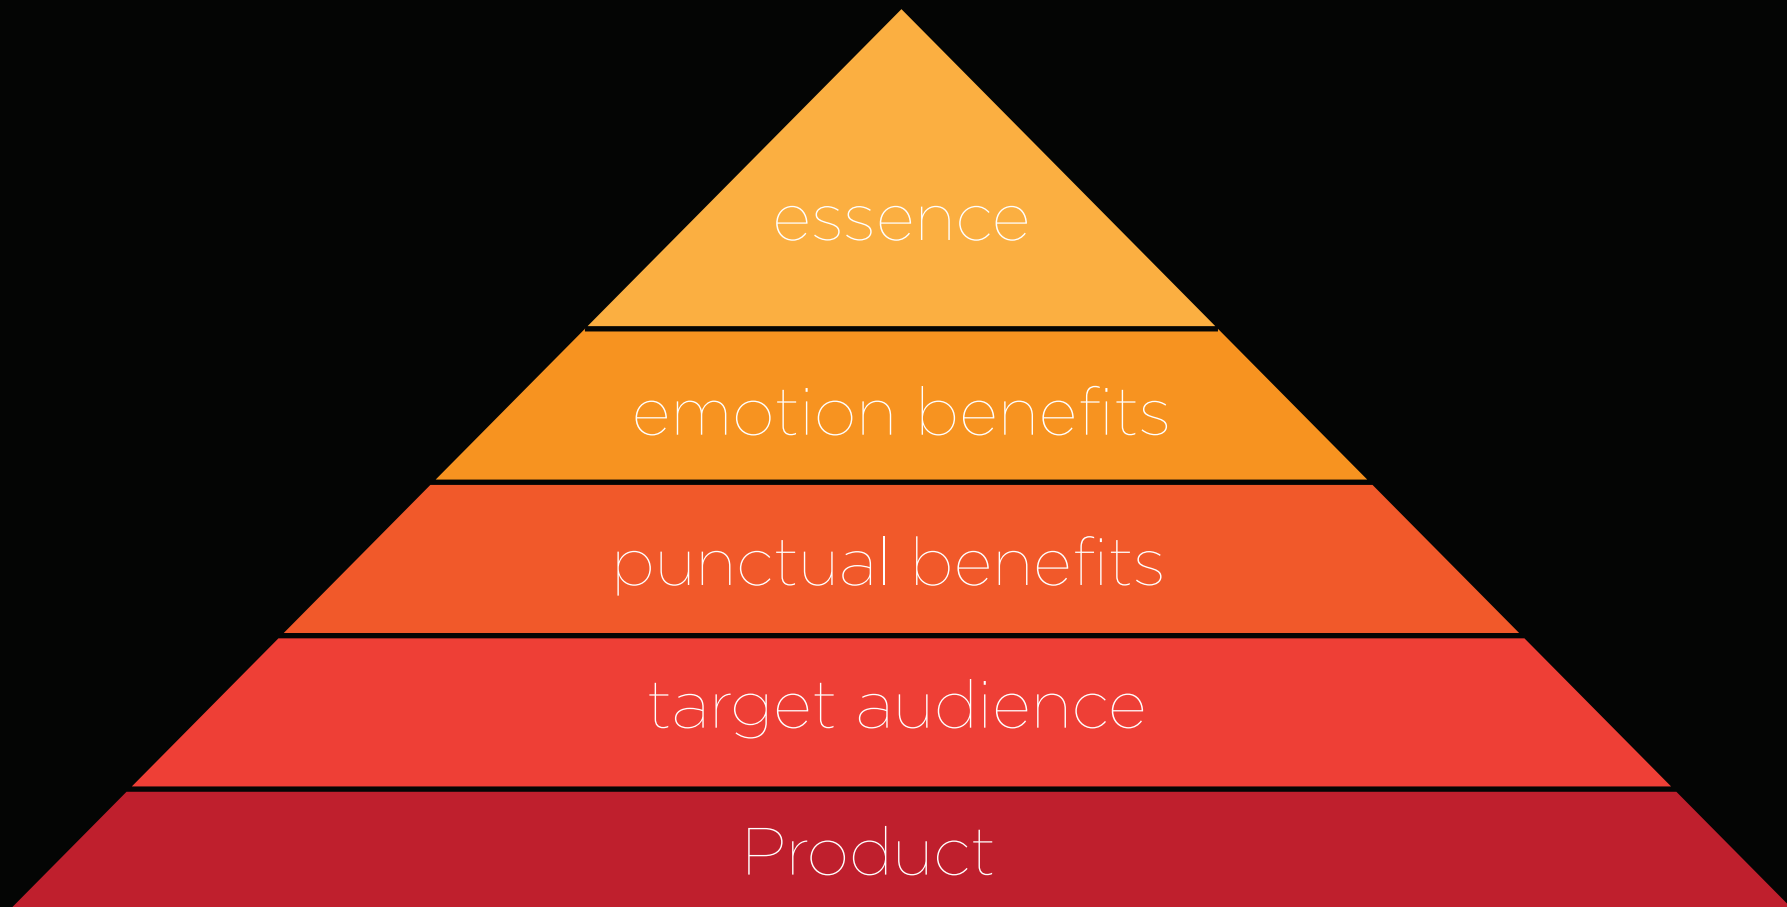 essence
emotion benefits
punctual benefits
target audience
Product